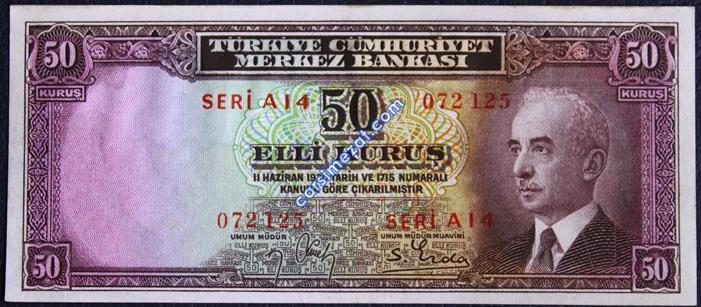 50
TÜRKİYE CÜMHURİYET
MERKEZ BANKASI
50
KURUŞ
KURUŞ
SERİ A14 50 072125
ELLİ KURUŞ
11 HAZİRAN TARİH VE 1715 NUMARALI
KANUNA GÖRE ÇIKARILMIŞTIR
072125 SERİ A14
UMUM MÜDÜR UMUM MÜDÜR MUAVİNİ
50
50